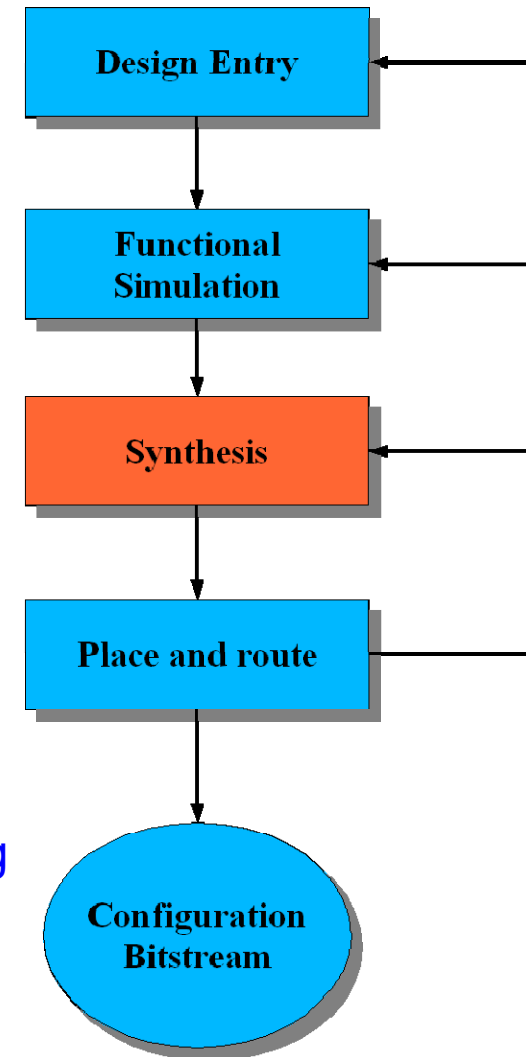 Design Entry
Functional
Simulation
Synthesis
Place and route
g
Configuration
Bitstream